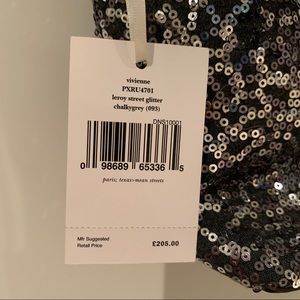 vivienne
PXRU4701
leroy street glitter
chalkygrey (093)
DNS10001
0 98689 65336 5
paris; texas-mean streets
Mfr Suggested
Retail Price
£205.00